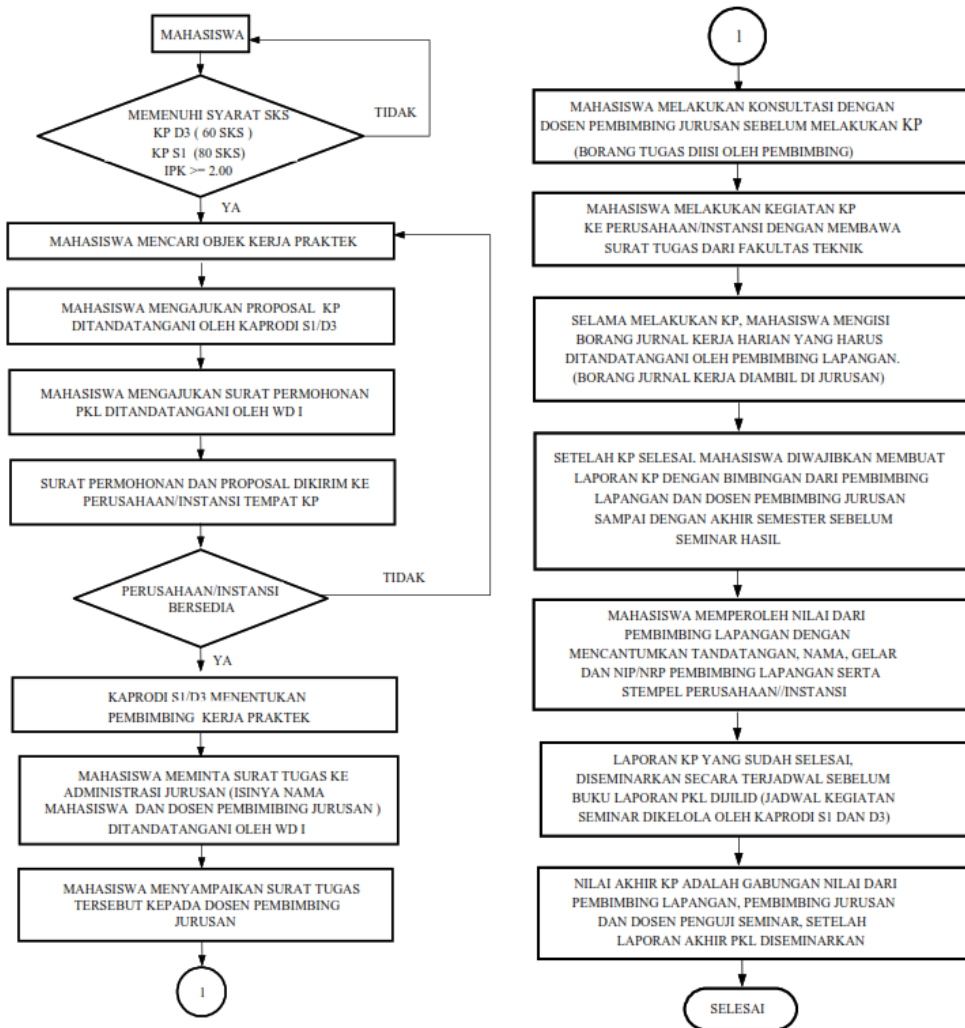 MAHASISWA
MEMENUHI SYARAT SKS
KP D3 ( 60 SKS )
KP S1 (80 SKS)
IPK >= 2.00
TIDAK
YA
MAHASISWA MENCARI OBJEK KERJA PRAKTEK
MAHASISWA MENGAJUKAN PROPOSAL KP
DITANDATANGANI OLEH KAPRODI S1/D3
MAHASISWA MENGAJUKAN SURAT PERMOHONAN
PKL DITANDATANGANI OLEH WD I
SURAT PERMOHONAN DAN PROPOSAL DIKIRIM KE
PERUSAHAAN/INSTANSI TEMPAT KP
PERUSAHAAN/INSTANSI
BERSEDIA
TIDAK
YA
KAPRODI S1/D3 MENENTUKAN
PEMBIMBING KERJA PRAKTEK
MAHASISWA MEMINTA SURAT TUGAS KE
ADMINISTRASI JURUSAN (ISINYA NAMA
MAHASISWA DAN DOSEN PEMBIMIBING JURUSAN )
DITANDATANGANI OLEH WD I
MAHASISWA MENYAMPAIKAN SURAT TUGAS
TERSEBUT KEPADA DOSEN PEMBIMBING
JURUSAN
1
1
MAHASISWA MELAKUKAN KONSULTASI DENGAN
DOSEN PEMBIMBING JURUSAN SEBELUM MELAKUKAN KP
(BORANG TUGAS DIISI OLEH PEMBIMBING)
MAHASISWA MELAKUKAN KEGIATAN KP
KE PERUSAHAAN/INSTANSI DENGAN MEMBAWA
SURAT TUGAS DARI FAKULTAS TEKNIK
SELAMA MELAKUKAN KP, MAHASISWA MENGISI
BORANG JURNAL KERJA HARIAN YANG HARUS
DITANDATANGANI OLEH PEMBIMBING LAPANGAN.
(BORANG JURNAL KERJA DIAMBIL DI JURUSAN)
SETELAH KP SELESAI. MAHASISWA DIWAJIBKAN MEMBUAT
LAPORAN KP DENGAN BIMBINGAN DARI PEMBIMBING
LAPANGAN DAN DOSEN PEMBIMBING JURUSAN
SAMPAI DENGAN AKHIR SEMESTER SEBELUM
SEMINAR HASIL
MAHASISWA MEMPEROLEH NILAI DARI
PEMBIMBING LAPANGAN DENGAN
MENCANTUMKAN TANDATANGAN, NAMA, GELAR
DAN NIP/NRP PEMBIMBING LAPANGAN SERTA
STEMPEL PERUSAHAAN//INSTANSI
LAPORAN KP YANG SUDAH SELESAI,
DISEMINARKAN SECARA TERJADWAL SEBELUM
BUKU LAPORAN PKL DIJILID (JADWAL KEGIATAN
SEMINAR DIKELOLA OLEH KAPRODI S1 DAN D3)
NILAI AKHIR KP ADALAH GABUNGAN NILAI DARI
PEMBIMBING LAPANGAN, PEMBIMBING JURUSAN
DAN DOSEN PENGUJI SEMINAR, SETELAH
LAPORAN AKHIR PKL DISEMINARKAN
SELESAI